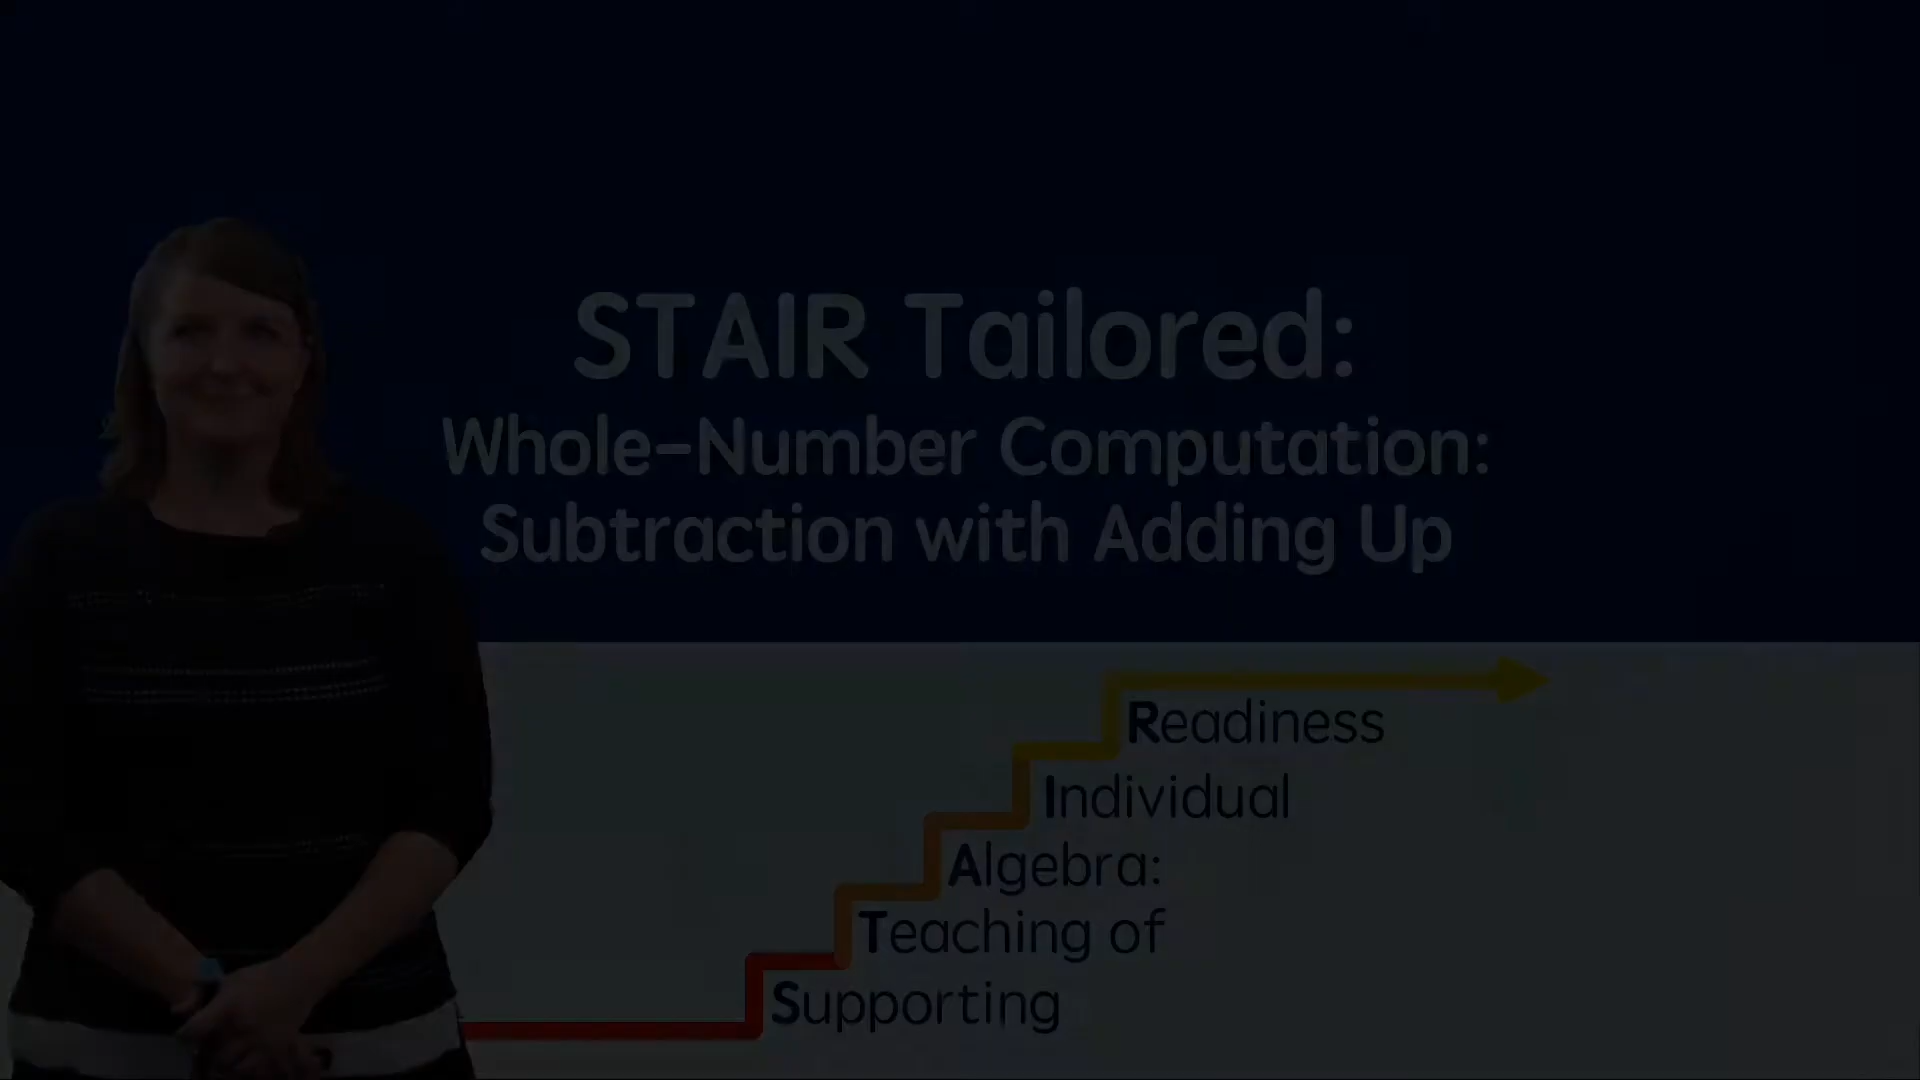 STAIR Tailored:
Whole-Number Computation:
Subtraction with Adding Up
Readiness
Individual
Algebra:
Teaching of
Supporting